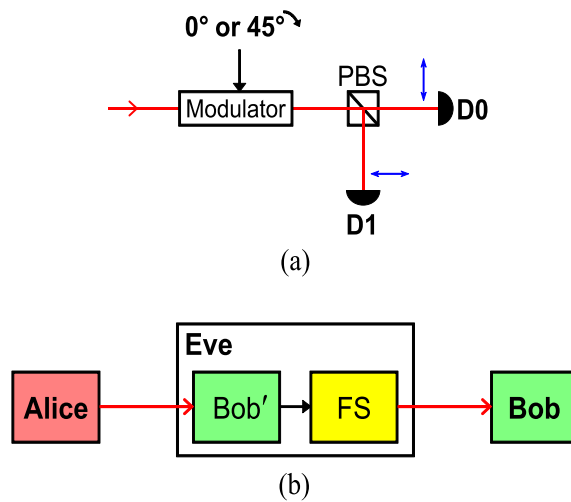 0° or 45°
Modulator
PBS
D0
D1
(a)
Eve
Alice
Bob′
FS
Bob
(b)